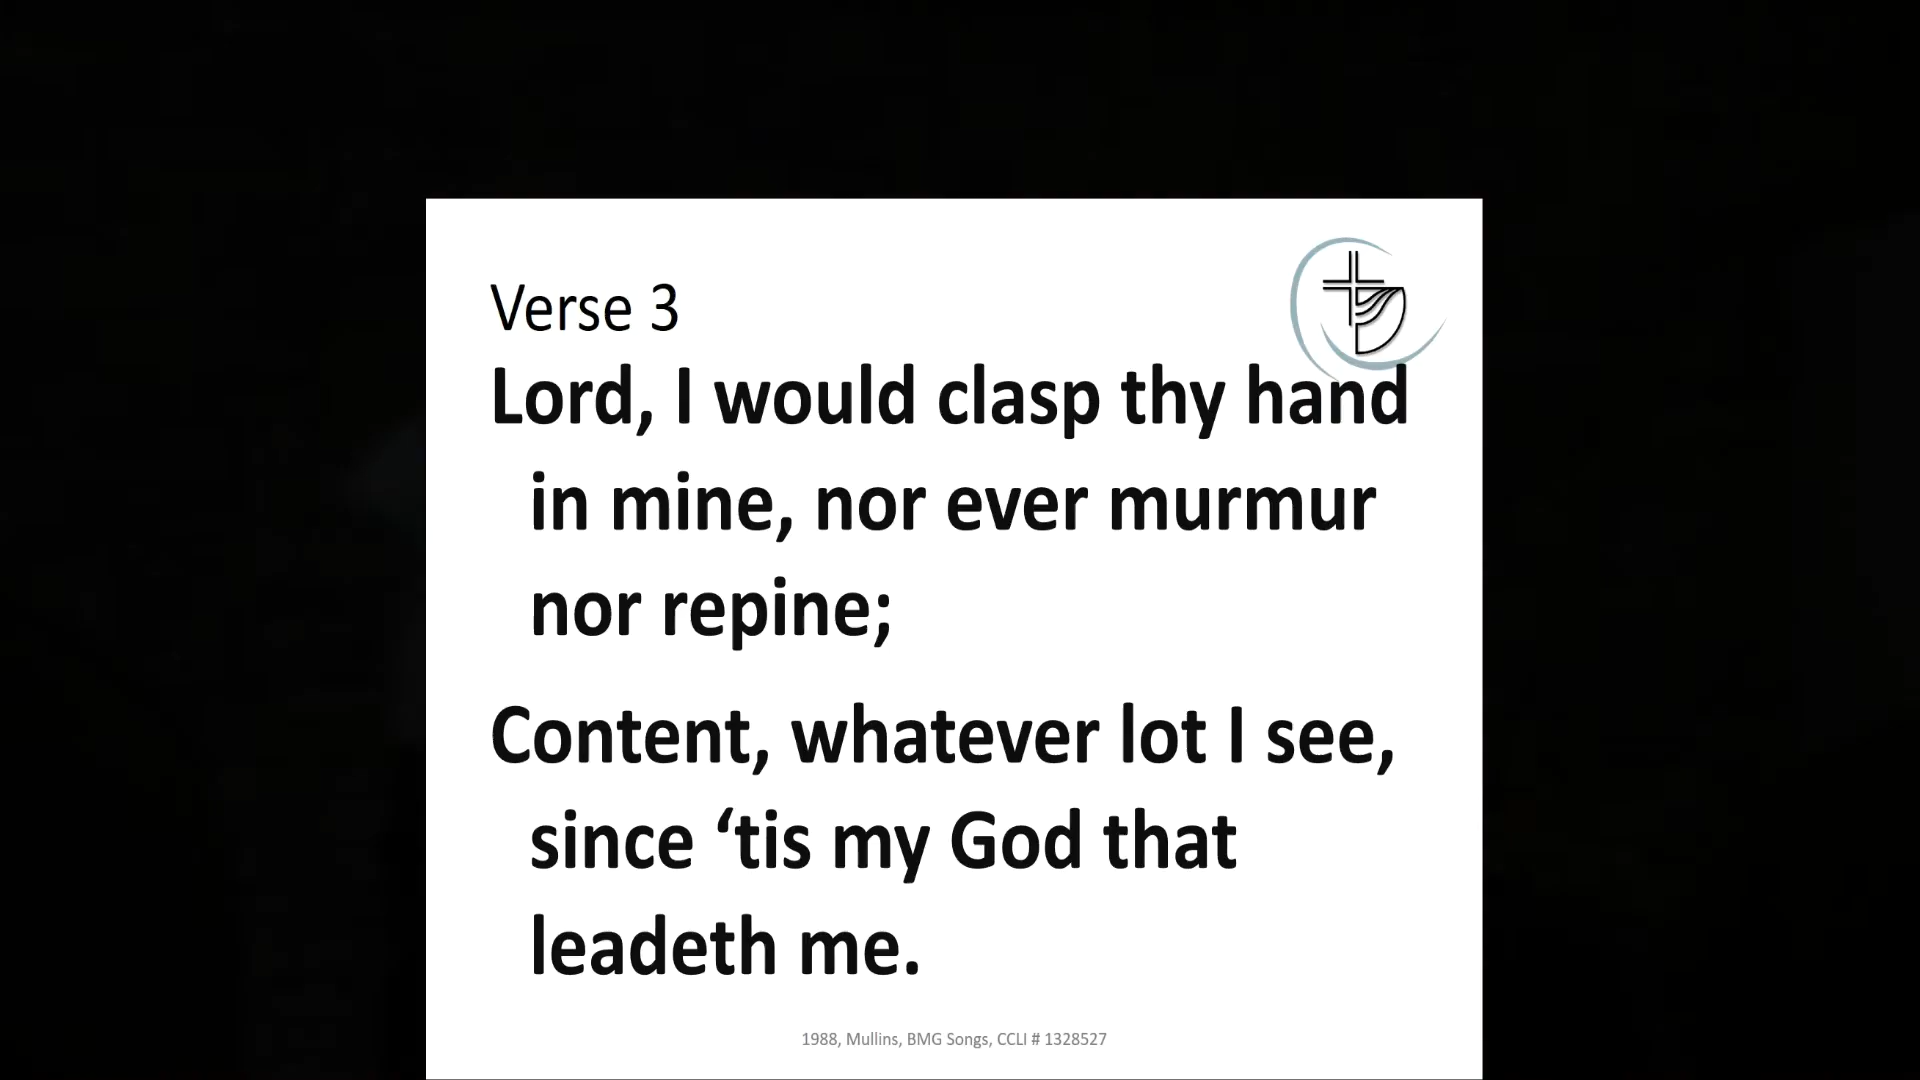 Verse 3
Lord, I would clasp thy hand
in mine, nor ever murmur
nor repine;
Content, whatever lot I see,
since ‘tis my God that
leadeth me.
1988, Mullins, BMG Songs, CCLI # 1328527